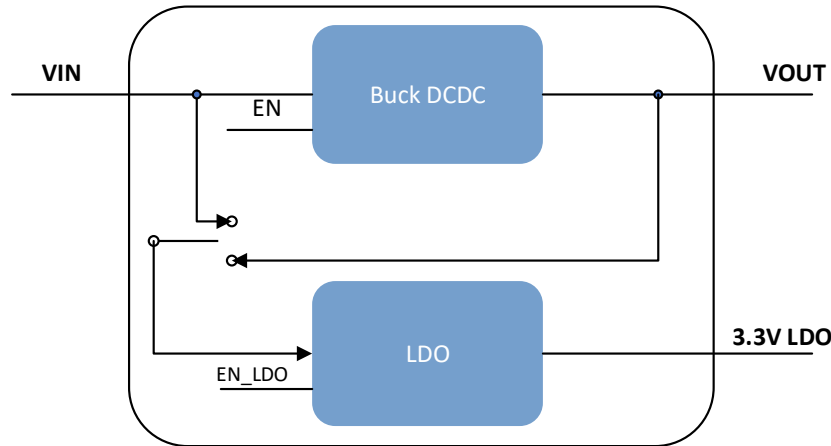 VIN
VOUT
Buck DCDC
EN
3.3V LDO
LDO
EN_LDO